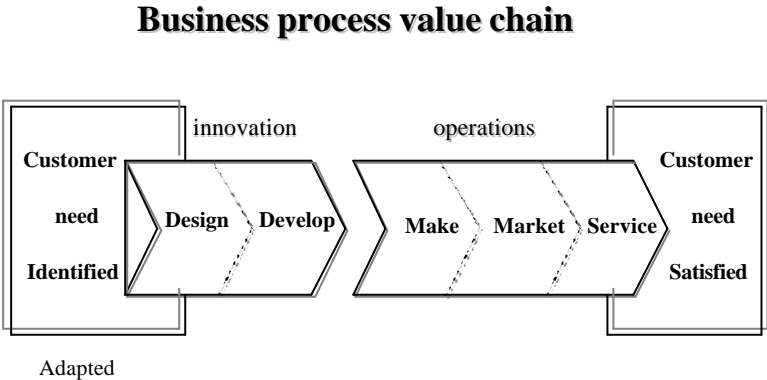 Business process value chain
innovation
operations
Customer
need
Identified
Design
Develop
Make
Market
Service
Customer
need
Satisfied
Adapted